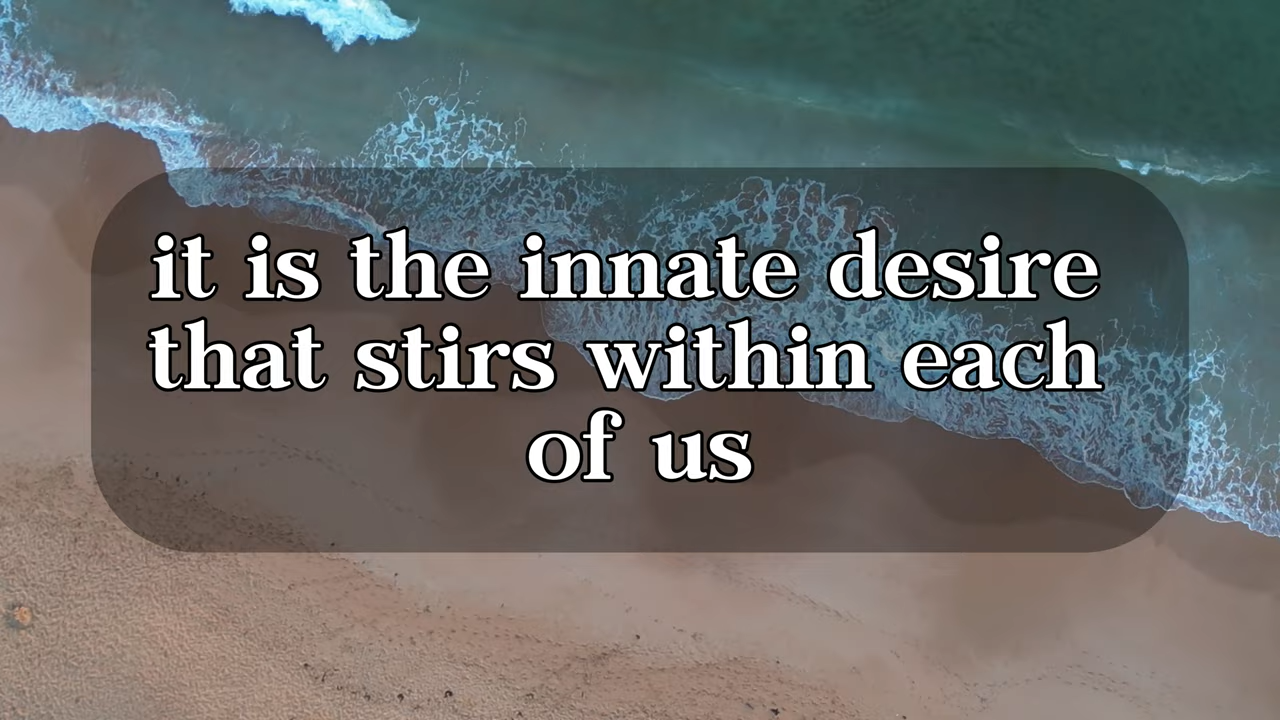 it is the innate desire
that stirs within each
of us